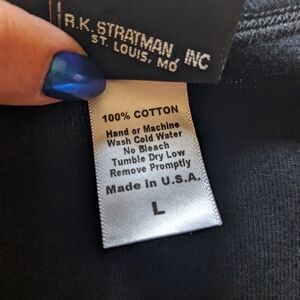 R.K. STRATMAN INC
ST. LOUIS, MO
100% COTTON
Hand or Machine
Wash Cold Water
No Bleach
Tumble Dry Low
Remove Promptly
Made in U.S.A.
L